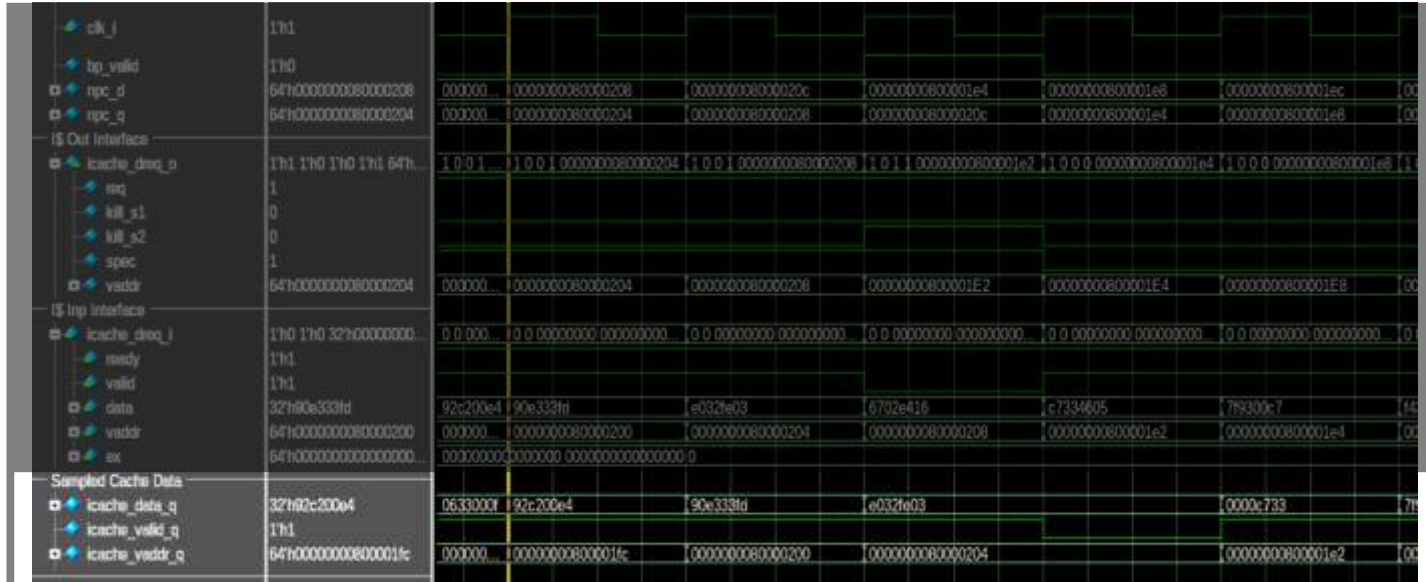 clk_i 1'h1
bp_valid 1'h0
npc_d 64'h0000000080000208 000000... 0000000080000208 000000008000020c 00000000800001e4 00000000800001e8 00000000800001ec
npc_q 64'h0000000080000204 000000... 0000000080000204 0000000080000208 000000008000020c 00000000800001e4 00000000800001e8
I$ Out Interface
icache_dreq_o 1'h1 1'h0 1'h0 1'h1 64'h... 1 0 0 1 ... 1 0 0 1 0000000080000204 1 0 0 1 0000000080000208 1 0 1 1 00000000800001e2 1 0 0 0 00000000800001e4 1 0 0 0 00000000800001e8
req 1
kill_s1 0
kill_s2 0
spec 1
vaddr 64'h0000000080000204 000000... 0000000080000204 0000000080000208 00000000800001E2 00000000800001E4 00000000800001E8
I$ Inp Interface
icache_dreq_i 1'h0 1'h0 32'h00000000... 0 0 000... 0 0 00000000 000000000... 0 0 00000000 000000000... 0 0 00000000 000000000... 0 0 00000000 000000000... 0 0 00000000 000000000...
ready 1'h1
valid 1'h1
data 32'h90e333fd 92c200e4 90e333fd e032fe03 6702e416 c7334605 7f9300c7
vaddr 64'h0000000080000200 000000... 0000000080000200 0000000080000204 0000000080000208 00000000800001e2 00000000800001e4
ex 64'h0000000000000000...
Sampled Cache Data
icache_data_q 32'h92c200e4 0633000f 92c200e4 90e333fd e032fe03 0000c733
icache_valid_q 1'h1
icache_vaddr_q 64'h00000000800001fc 000000... 00000000800001fc 0000000080000200 0000000080000204 00000000800001e2